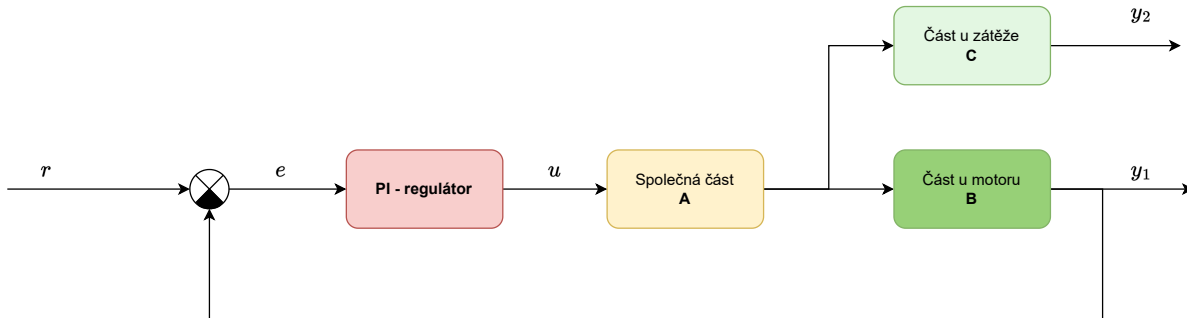 y₂
Část u zátěže
C
r
e
PI - regulátor
u
Společná část
A
Část u motoru
B
y₁